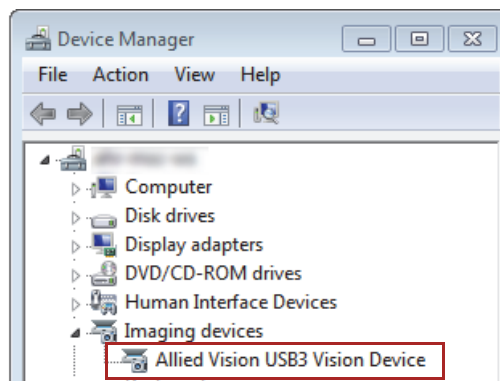 Device Manager
File Action View Help
Computer
Disk drives
Display adapters
DVD/CD-ROM drives
Human Interface Devices
Imaging devices
Allied Vision USB3 Vision Device